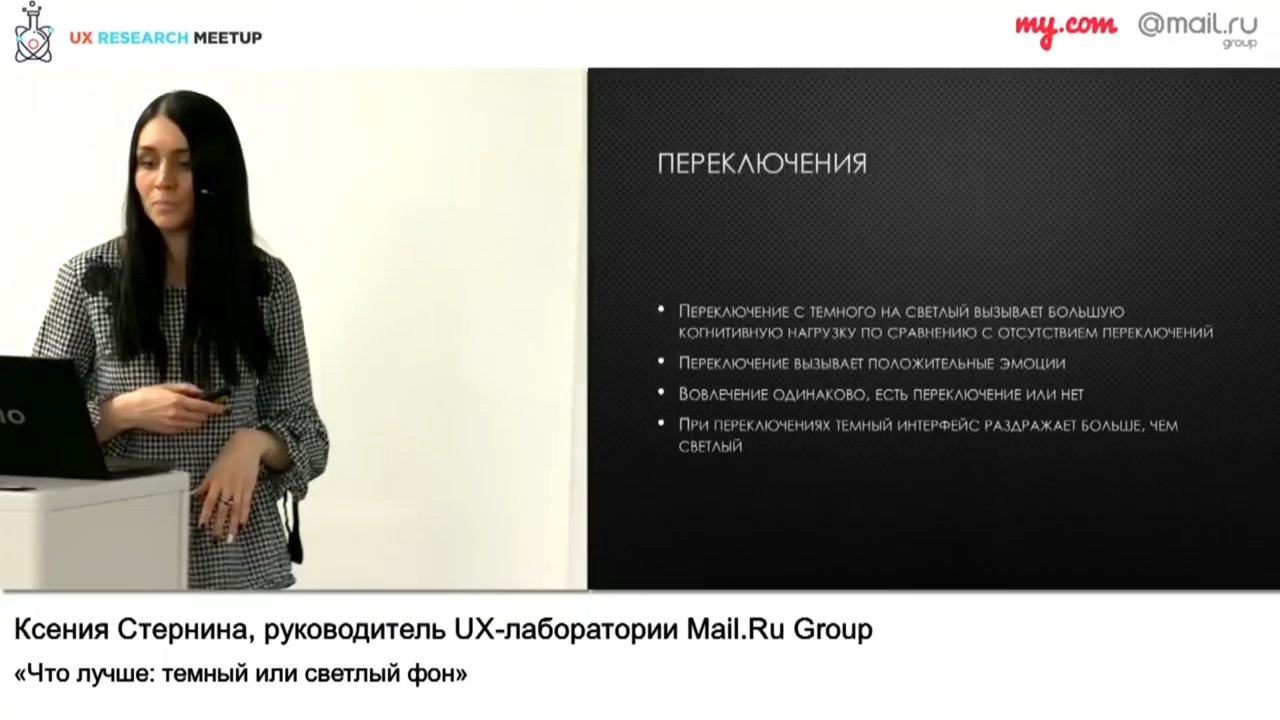 UX RESEARCH MEETUP
my.com
@mail.ru
group
ПЕРЕКЛЮЧЕНИЯ
• Переключение с темного на светлый вызывает большую
когнитивную нагрузку по сравнению с отсутствием переключений
• Переключение вызывает положительные эмоции
• Вовлечение одинаково, есть переключение или нет
• При переключениях темный интерфейс раздражает больше, чем
светлый
Ксения Стернина, руководитель UX-лаборатории Mail.Ru Group
«Что лучше: темный или светлый фон»